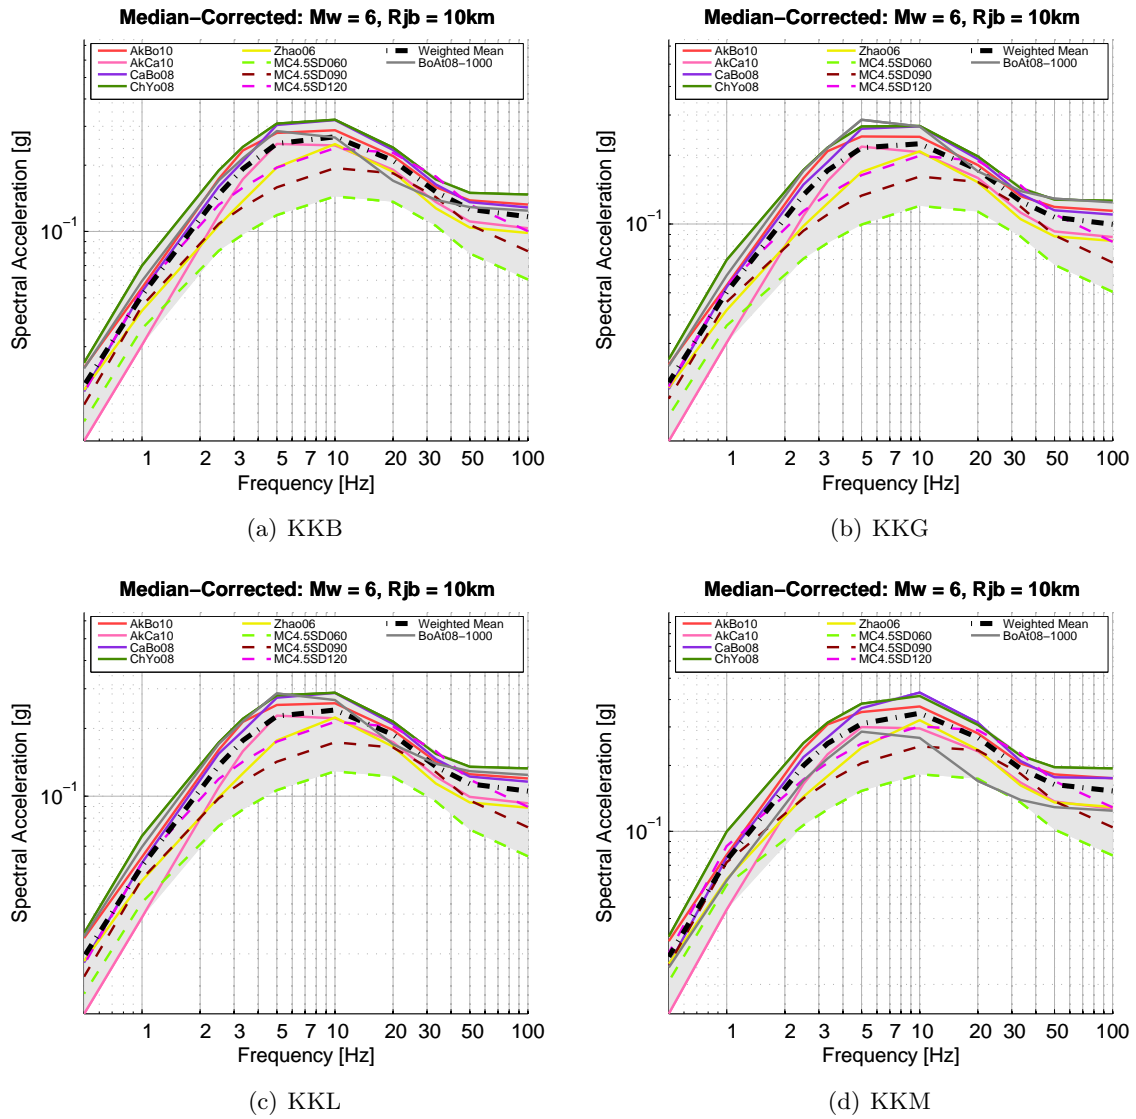 Median−Corrected: Mw = 6, Rjb = 10km
AkBo10
AkCa10
CaBo08
ChYo08
Zhao06
MC4.5SD060
MC4.5SD090
MC4.5SD120
Weighted Mean
BoAt08−1000
Spectral Acceleration [g]
10−1
1 2 3 5 7 10 20 30 50 100
Frequency [Hz]
(a) KKB
Median−Corrected: Mw = 6, Rjb = 10km
AkBo10
AkCa10
CaBo08
ChYo08
Zhao06
MC4.5SD060
MC4.5SD090
MC4.5SD120
Weighted Mean
BoAt08−1000
Spectral Acceleration [g]
10−1
1 2 3 5 7 10 20 30 50 100
Frequency [Hz]
(b) KKG
Median−Corrected: Mw = 6, Rjb = 10km
AkBo10
AkCa10
CaBo08
ChYo08
Zhao06
MC4.5SD060
MC4.5SD090
MC4.5SD120
Weighted Mean
BoAt08−1000
Spectral Acceleration [g]
10−1
1 2 3 5 7 10 20 30 50 100
Frequency [Hz]
(c) KKL
Median−Corrected: Mw = 6, Rjb = 10km
AkBo10
AkCa10
CaBo08
ChYo08
Zhao06
MC4.5SD060
MC4.5SD090
MC4.5SD120
Weighted Mean
BoAt08−1000
Spectral Acceleration [g]
10−1
1 2 3 5 7 10 20 30 50 100
Frequency [Hz]
(d) KKM